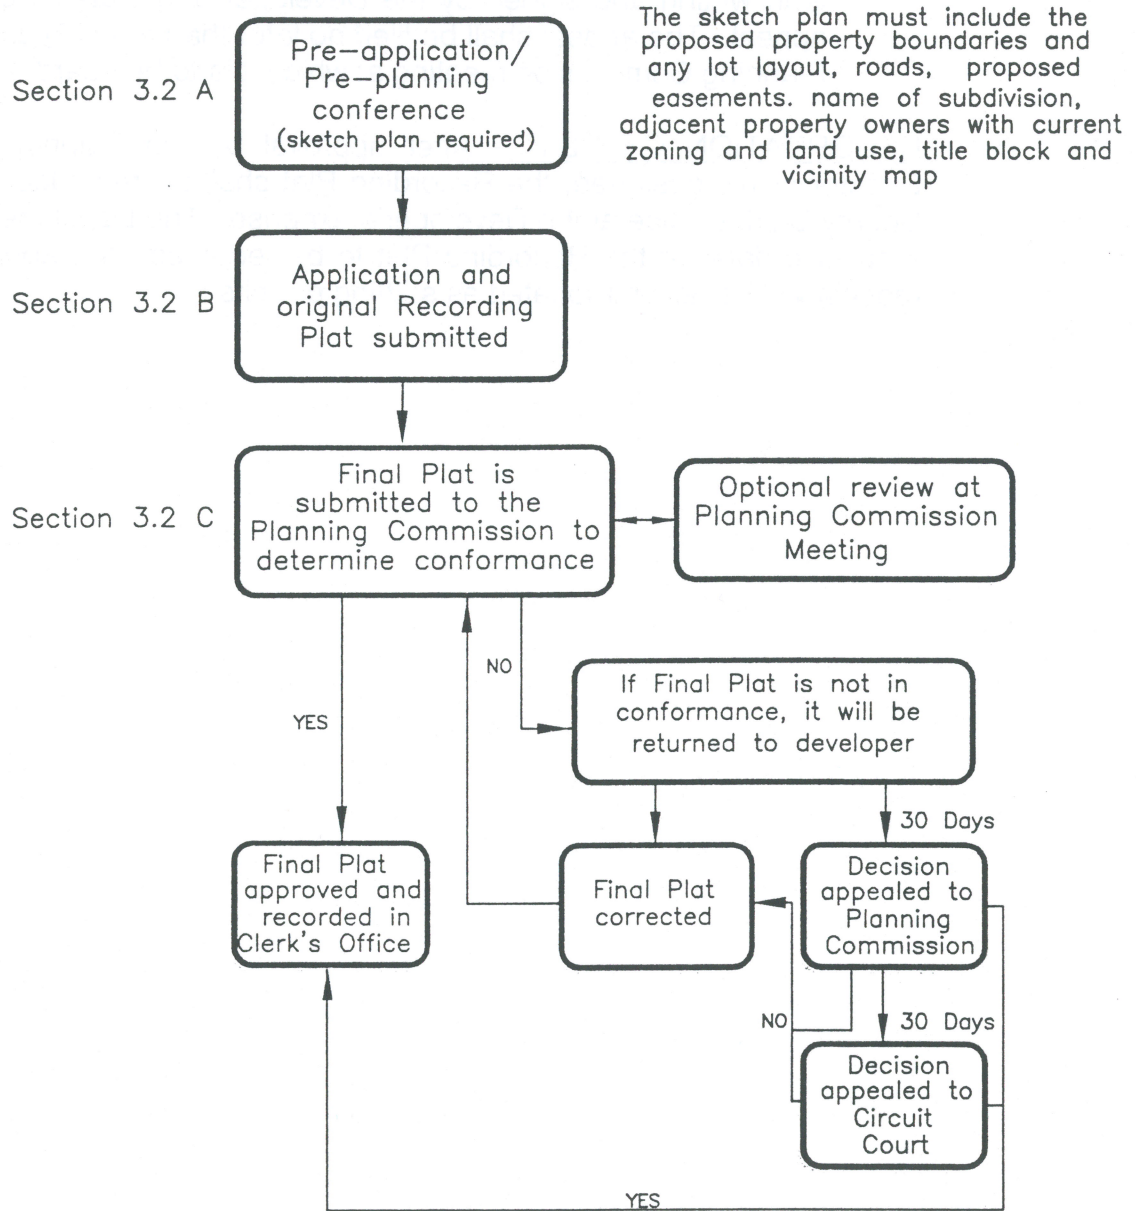 Section 3.2 A
Pre-application/
Pre-planning
conference
(sketch plan required)
The sketch plan must include the
proposed property boundaries and
any lot layout, roads, proposed
easements. name of subdivision,
adjacent property owners with current
zoning and land use, title block and
vicinity map
Section 3.2 B
Application and
original Recording
Plat submitted
Section 3.2 C
Final Plat is
submitted to the
Planning Commission to
determine conformance
Optional review at
Planning Commission
Meeting
NO
YES
If Final Plat is not in
conformance, it will be
returned to developer
30 Days
Final Plat
approved and
recorded in
Clerk's Office
Final Plat
corrected
Decision
appealed to
Planning
Commission
NO
30 Days
Decision
appealed to
Circuit
Court
YES